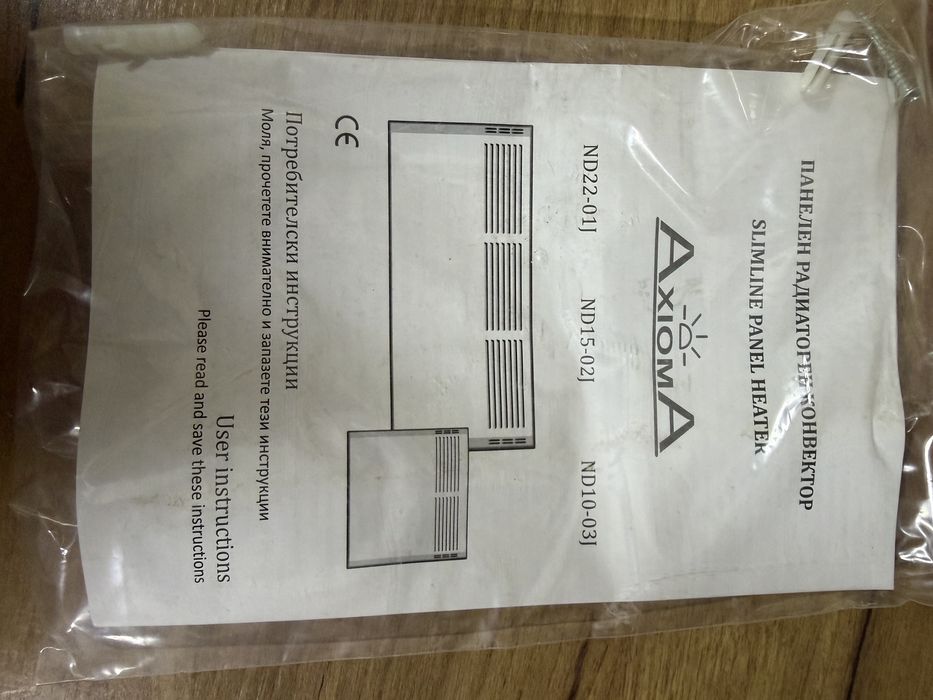 ПАНЕЛЕН РАДИАТОРЕН КОНВЕКТОР
SLIMLINE PANEL HEATER
AXIOMA
ND22-01J ND15-02J ND10-03J
CE
Потребителски инструкции
Моля, прочетете внимателно и запазете тези инструкции
User instructions
Please read and save these instructions